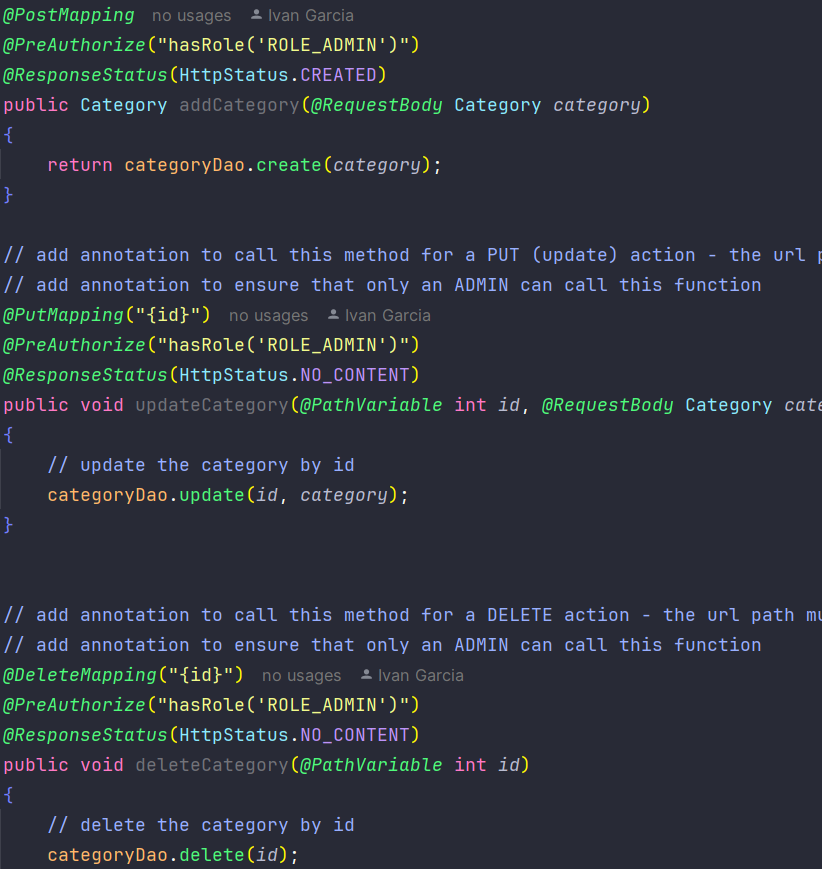 @PostMapping no usages Ivan Garcia
@PreAuthorize("hasRole('ROLE_ADMIN')")
@ResponseStatus(HttpStatus.CREATED)
public Category addCategory(@RequestBody Category category)
{
return categoryDao.create(category);
}
// add annotation to call this method for a PUT (update) action - the url p
// add annotation to ensure that only an ADMIN can call this function
@PutMapping("{id}") no usages Ivan Garcia
@PreAuthorize("hasRole('ROLE_ADMIN')")
@ResponseStatus(HttpStatus.NO_CONTENT)
public void updateCategory(@PathVariable int id, @RequestBody Category cate
{
// update the category by id
categoryDao.update(id, category);
}
// add annotation to call this method for a DELETE action - the url path mu
// add annotation to ensure that only an ADMIN can call this function
@DeleteMapping("{id}") no usages Ivan Garcia
@PreAuthorize("hasRole('ROLE_ADMIN')")
@ResponseStatus(HttpStatus.NO_CONTENT)
public void deleteCategory(@PathVariable int id)
{
// delete the category by id
categoryDao.delete(id);